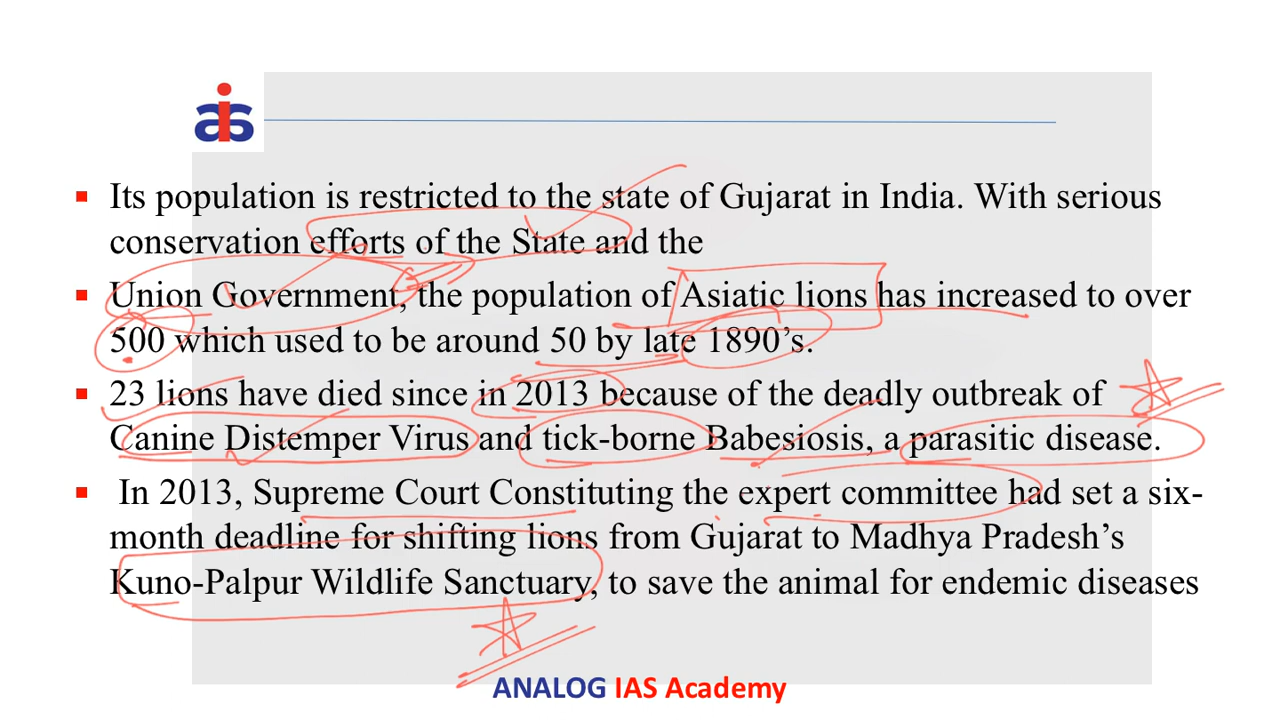 ias
Its population is restricted to the state of Gujarat in India. With serious
conservation efforts of the State and the
Union Government, the population of Asiatic lions has increased to over
500 which used to be around 50 by late 1890’s.
23 lions have died since in 2013 because of the deadly outbreak of
Canine Distemper Virus and tick-borne Babesiosis, a parasitic disease.
In 2013, Supreme Court Constituting the expert committee had set a six-
month deadline for shifting lions from Gujarat to Madhya Pradesh’s
Kuno-Palpur Wildlife Sanctuary, to save the animal for endemic diseases
ANALOG IAS Academy